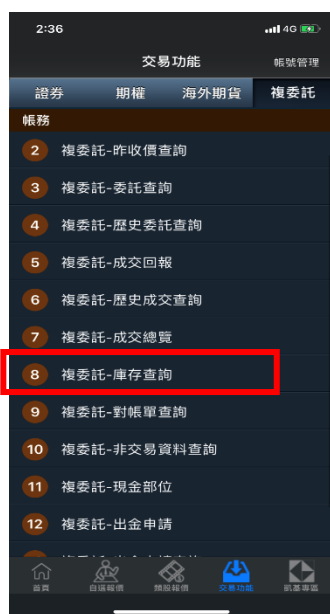 2:36
4G
交易功能
帳號管理
證券 期權 海外期貨 複委託
帳務
2 複委託-昨收價查詢
3 複委託-委託查詢
4 複委託-歷史委託查詢
5 複委託-成交回報
6 複委託-歷史成交查詢
7 複委託-成交總覽
8 複委託-庫存查詢
9 複委託-對帳單查詢
10 複委託-非交易資料查詢
11 複委託-現金部位
12 複委託-出金申請
首頁 自選報價 類股報價 交易功能 凱基專區